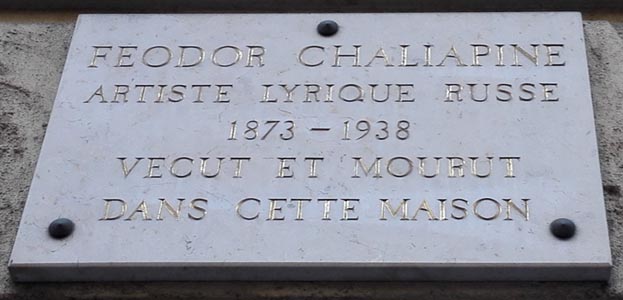 FEODOR CHALIAPINE
ARTISTE LYRIQUE RUSSE
1873 – 1938
VECUT ET MOURUT
DANS CETTE MAISON